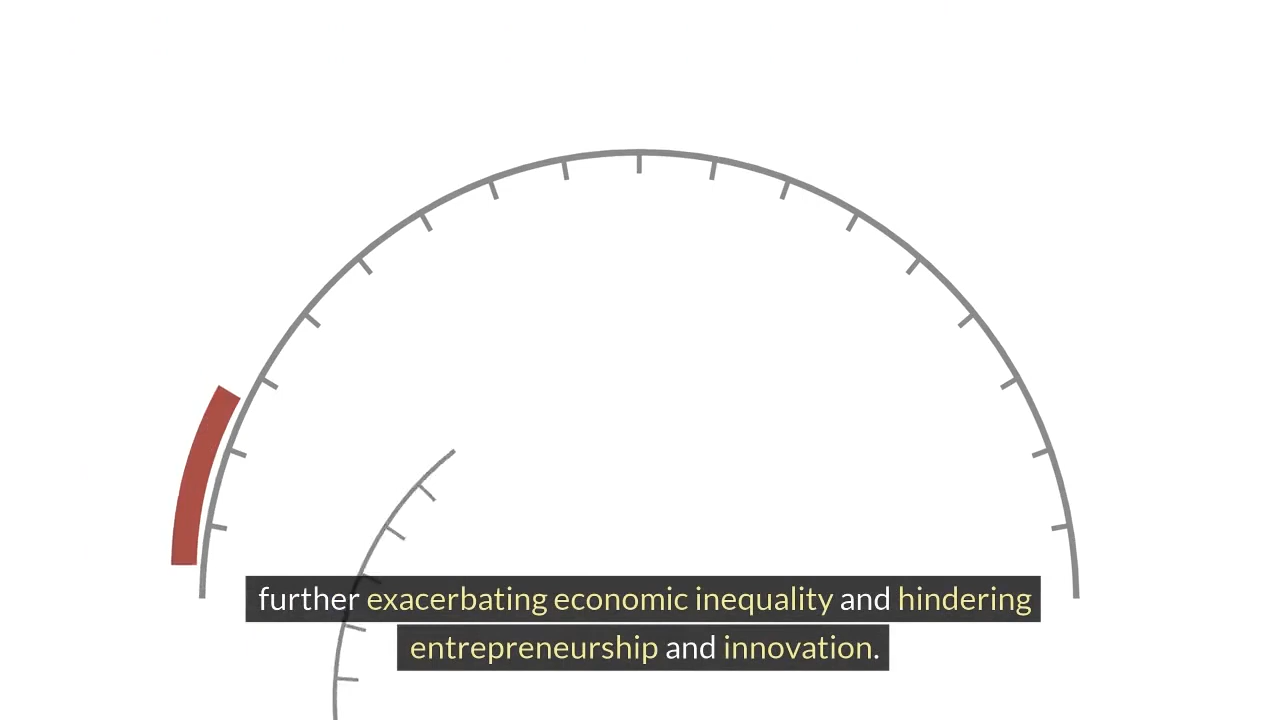 further exacerbating economic inequality and hindering
entrepreneurship and innovation.